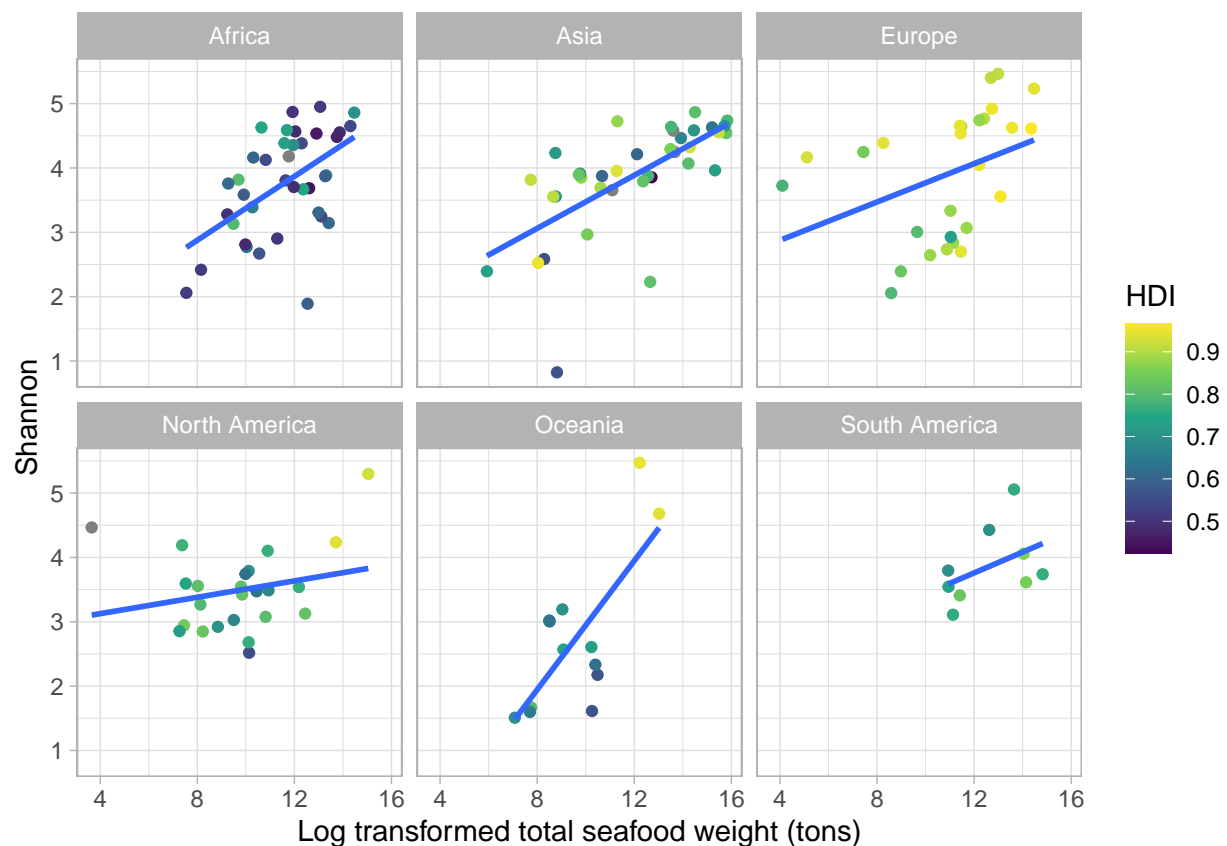 Africa Asia Europe
5
4
3
2
1
North America Oceania South America
5
4
3
2
1
4 8 12 16 4 8 12 16 4 8 12 16
Log transformed total seafood weight (tons)
Shannon
HDI
0.9
0.8
0.7
0.6
0.5